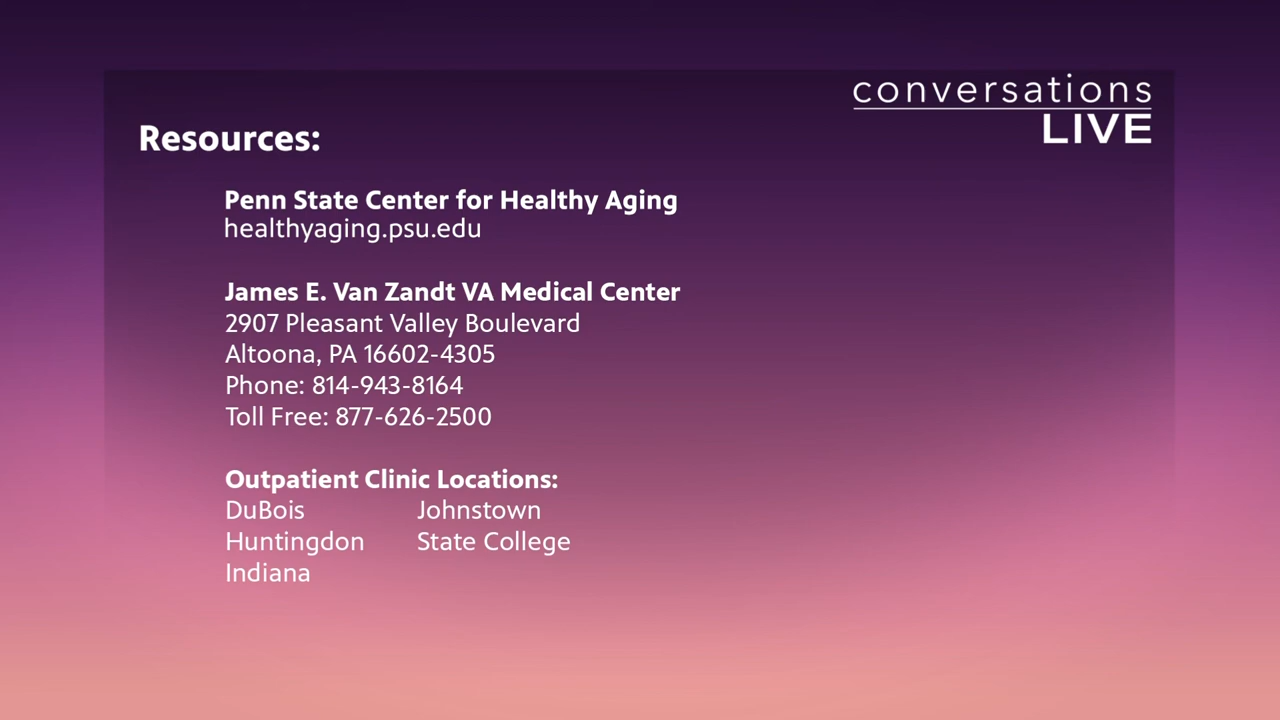 conversations
LIVE
Resources:
Penn State Center for Healthy Aging
healthyaging.psu.edu
James E. Van Zandt VA Medical Center
2907 Pleasant Valley Boulevard
Altoona, PA 16602-4305
Phone: 814-943-8164
Toll Free: 877-626-2500
Outpatient Clinic Locations:
DuBois Johnstown
Huntingdon State College
Indiana